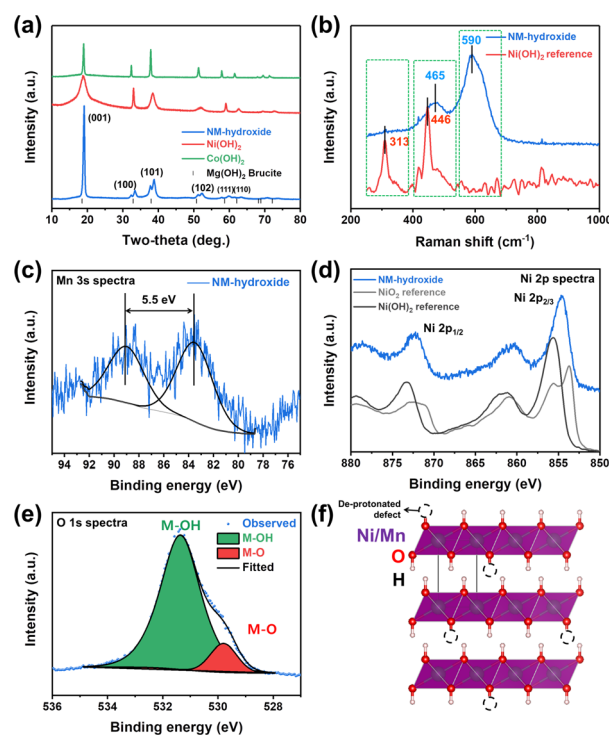 (a)
Intensity (a.u.)
(001)
(100)
(101)
(102)
(111)(110)
NM-hydroxide
Ni(OH)2
Co(OH)2
Mg(OH)2 Brucite
10 20 30 40 50 60 70 80
Two-theta (deg.)
(b)
Intensity (a.u.)
NM-hydroxide
Ni(OH)2 reference
590
465
446
313
200 400 600 800 1000
Raman shift (cm-1)
(c)
Mn 3s spectra
NM-hydroxide
5.5 eV
Intensity (a.u.)
94 92 90 88 86 84 82 80 78 76
Binding energy (eV)
(d)
NM-hydroxide
NiO2 reference
Ni(OH)2 reference
Ni 2p spectra
Ni 2p2/3
Ni 2p1/2
Intensity (a.u.)
880 875 870 865 860 855 850
Binding energy (eV)
(e)
O 1s spectra
M-OH
Observed
M-OH
M-O
Fitted
M-O
Intensity (a.u.)
536 534 532 530 528
Binding energy (eV)
(f)
De-protonated
defect
Ni/Mn
O
H